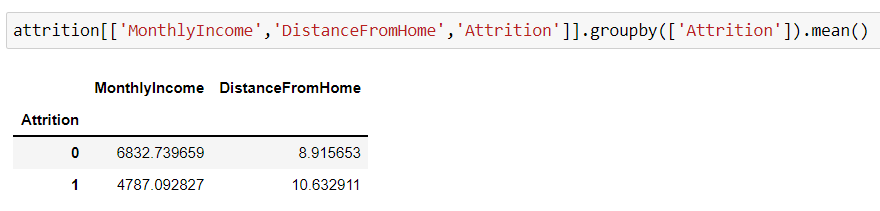 attrition[['MonthlyIncome','DistanceFromHome','Attrition']].groupby(['Attrition']).mean()
MonthlyIncome DistanceFromHome
Attrition
0 6832.739659 8.915653
1 4787.092827 10.632911